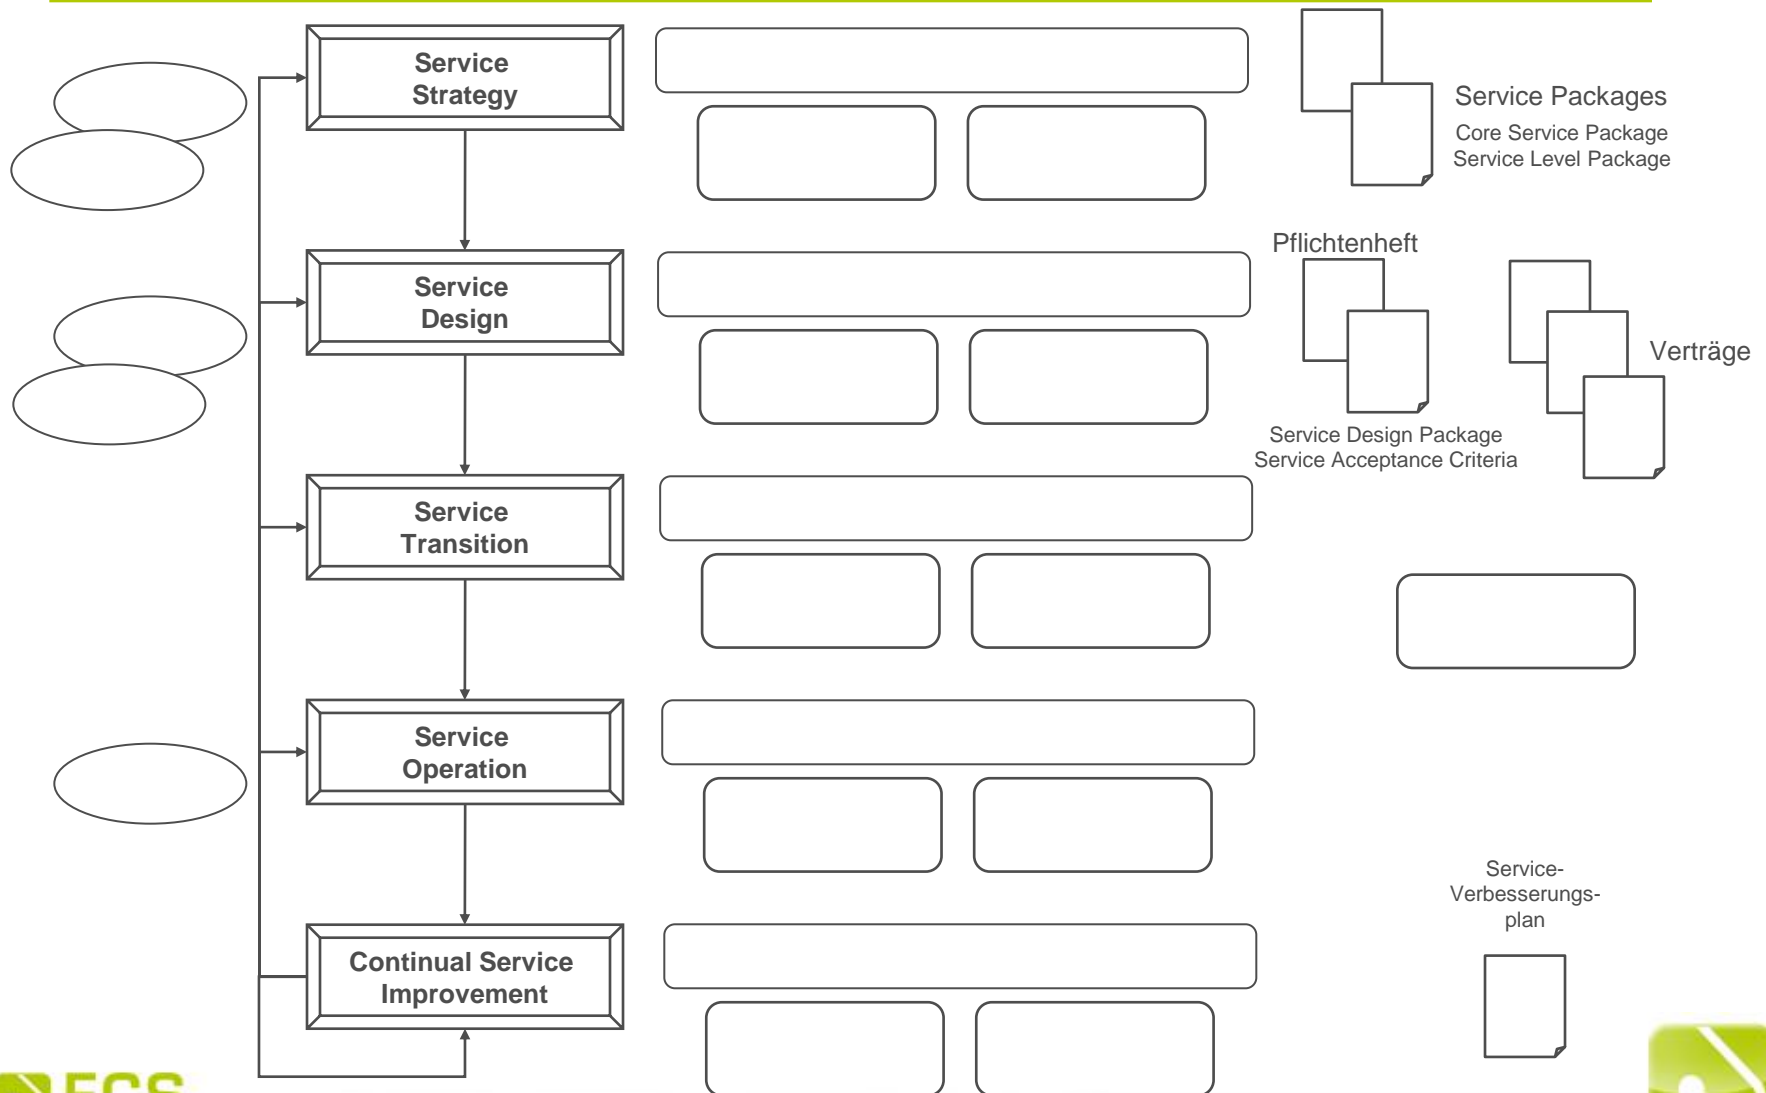 Service
Strategy
Service Packages
Core Service Package
Service Level Package
Service
Design
Pflichtenheft
Verträge
Service Design Package
Service Acceptance Criteria
Service
Transition
Service
Operation
Service-
Verbesserungs-
plan
Continual Service
Improvement